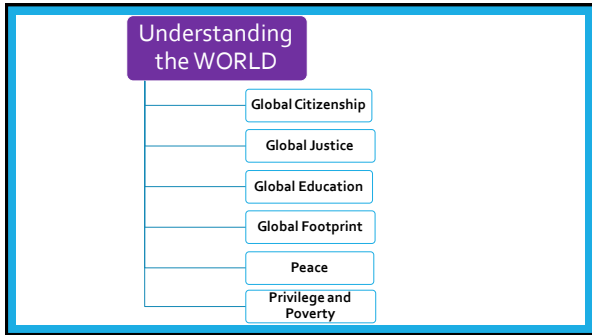 Understanding
the WORLD
Global Citizenship
Global Justice
Global Education
Global Footprint
Peace
Privilege and
Poverty